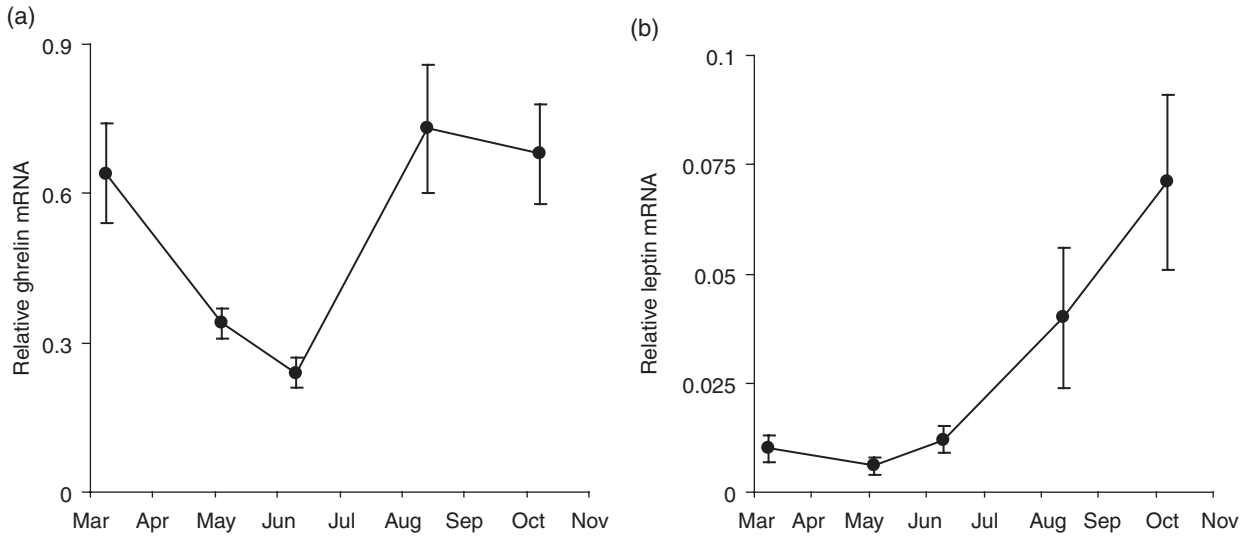 (a)
0.9
0.6
0.3
0
Relative ghrelin mRNA
Mar Apr May Jun Jul Aug Sep Oct Nov
(b)
0.1
0.075
0.05
0.025
0
Relative leptin mRNA
Mar Apr May Jun Jul Aug Sep Oct Nov